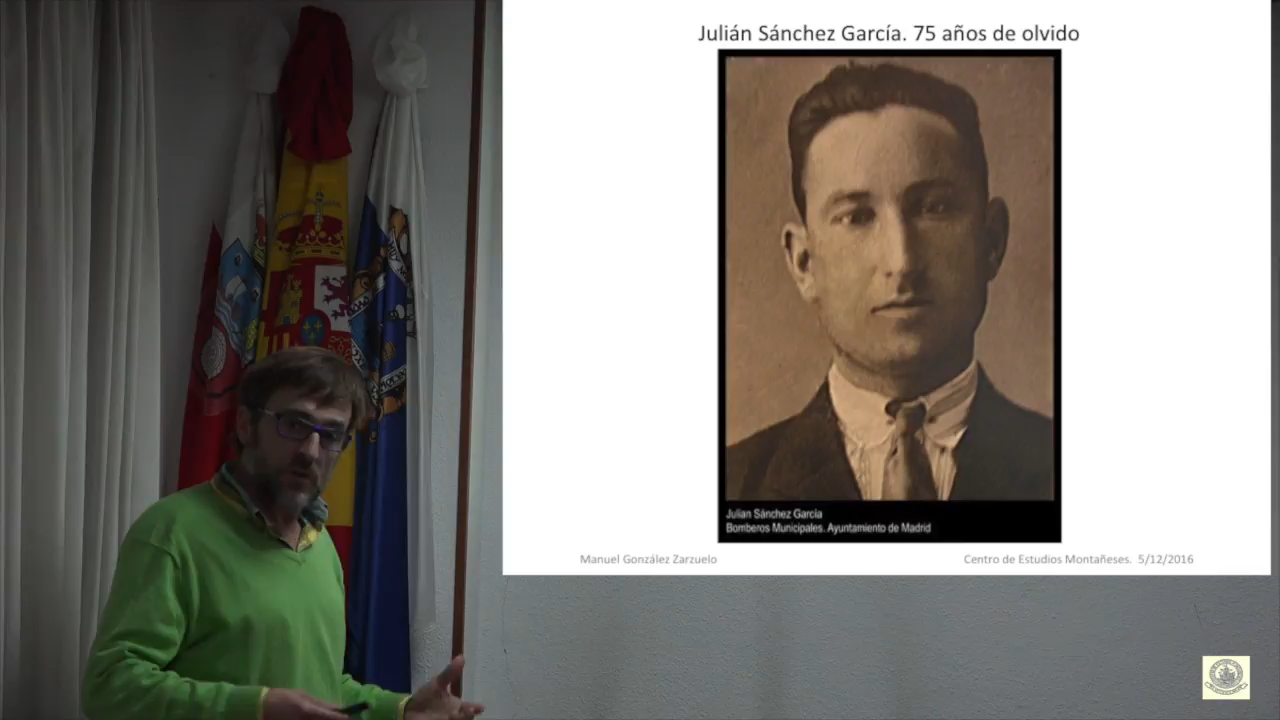 Julián Sánchez García. 75 años de olvido
Julian Sánchez García
Bomberos Municipales. Ayuntamiento de Madrid
Manuel González Zarzuelo
Centro de Estudios Montañeses. 5/12/2016